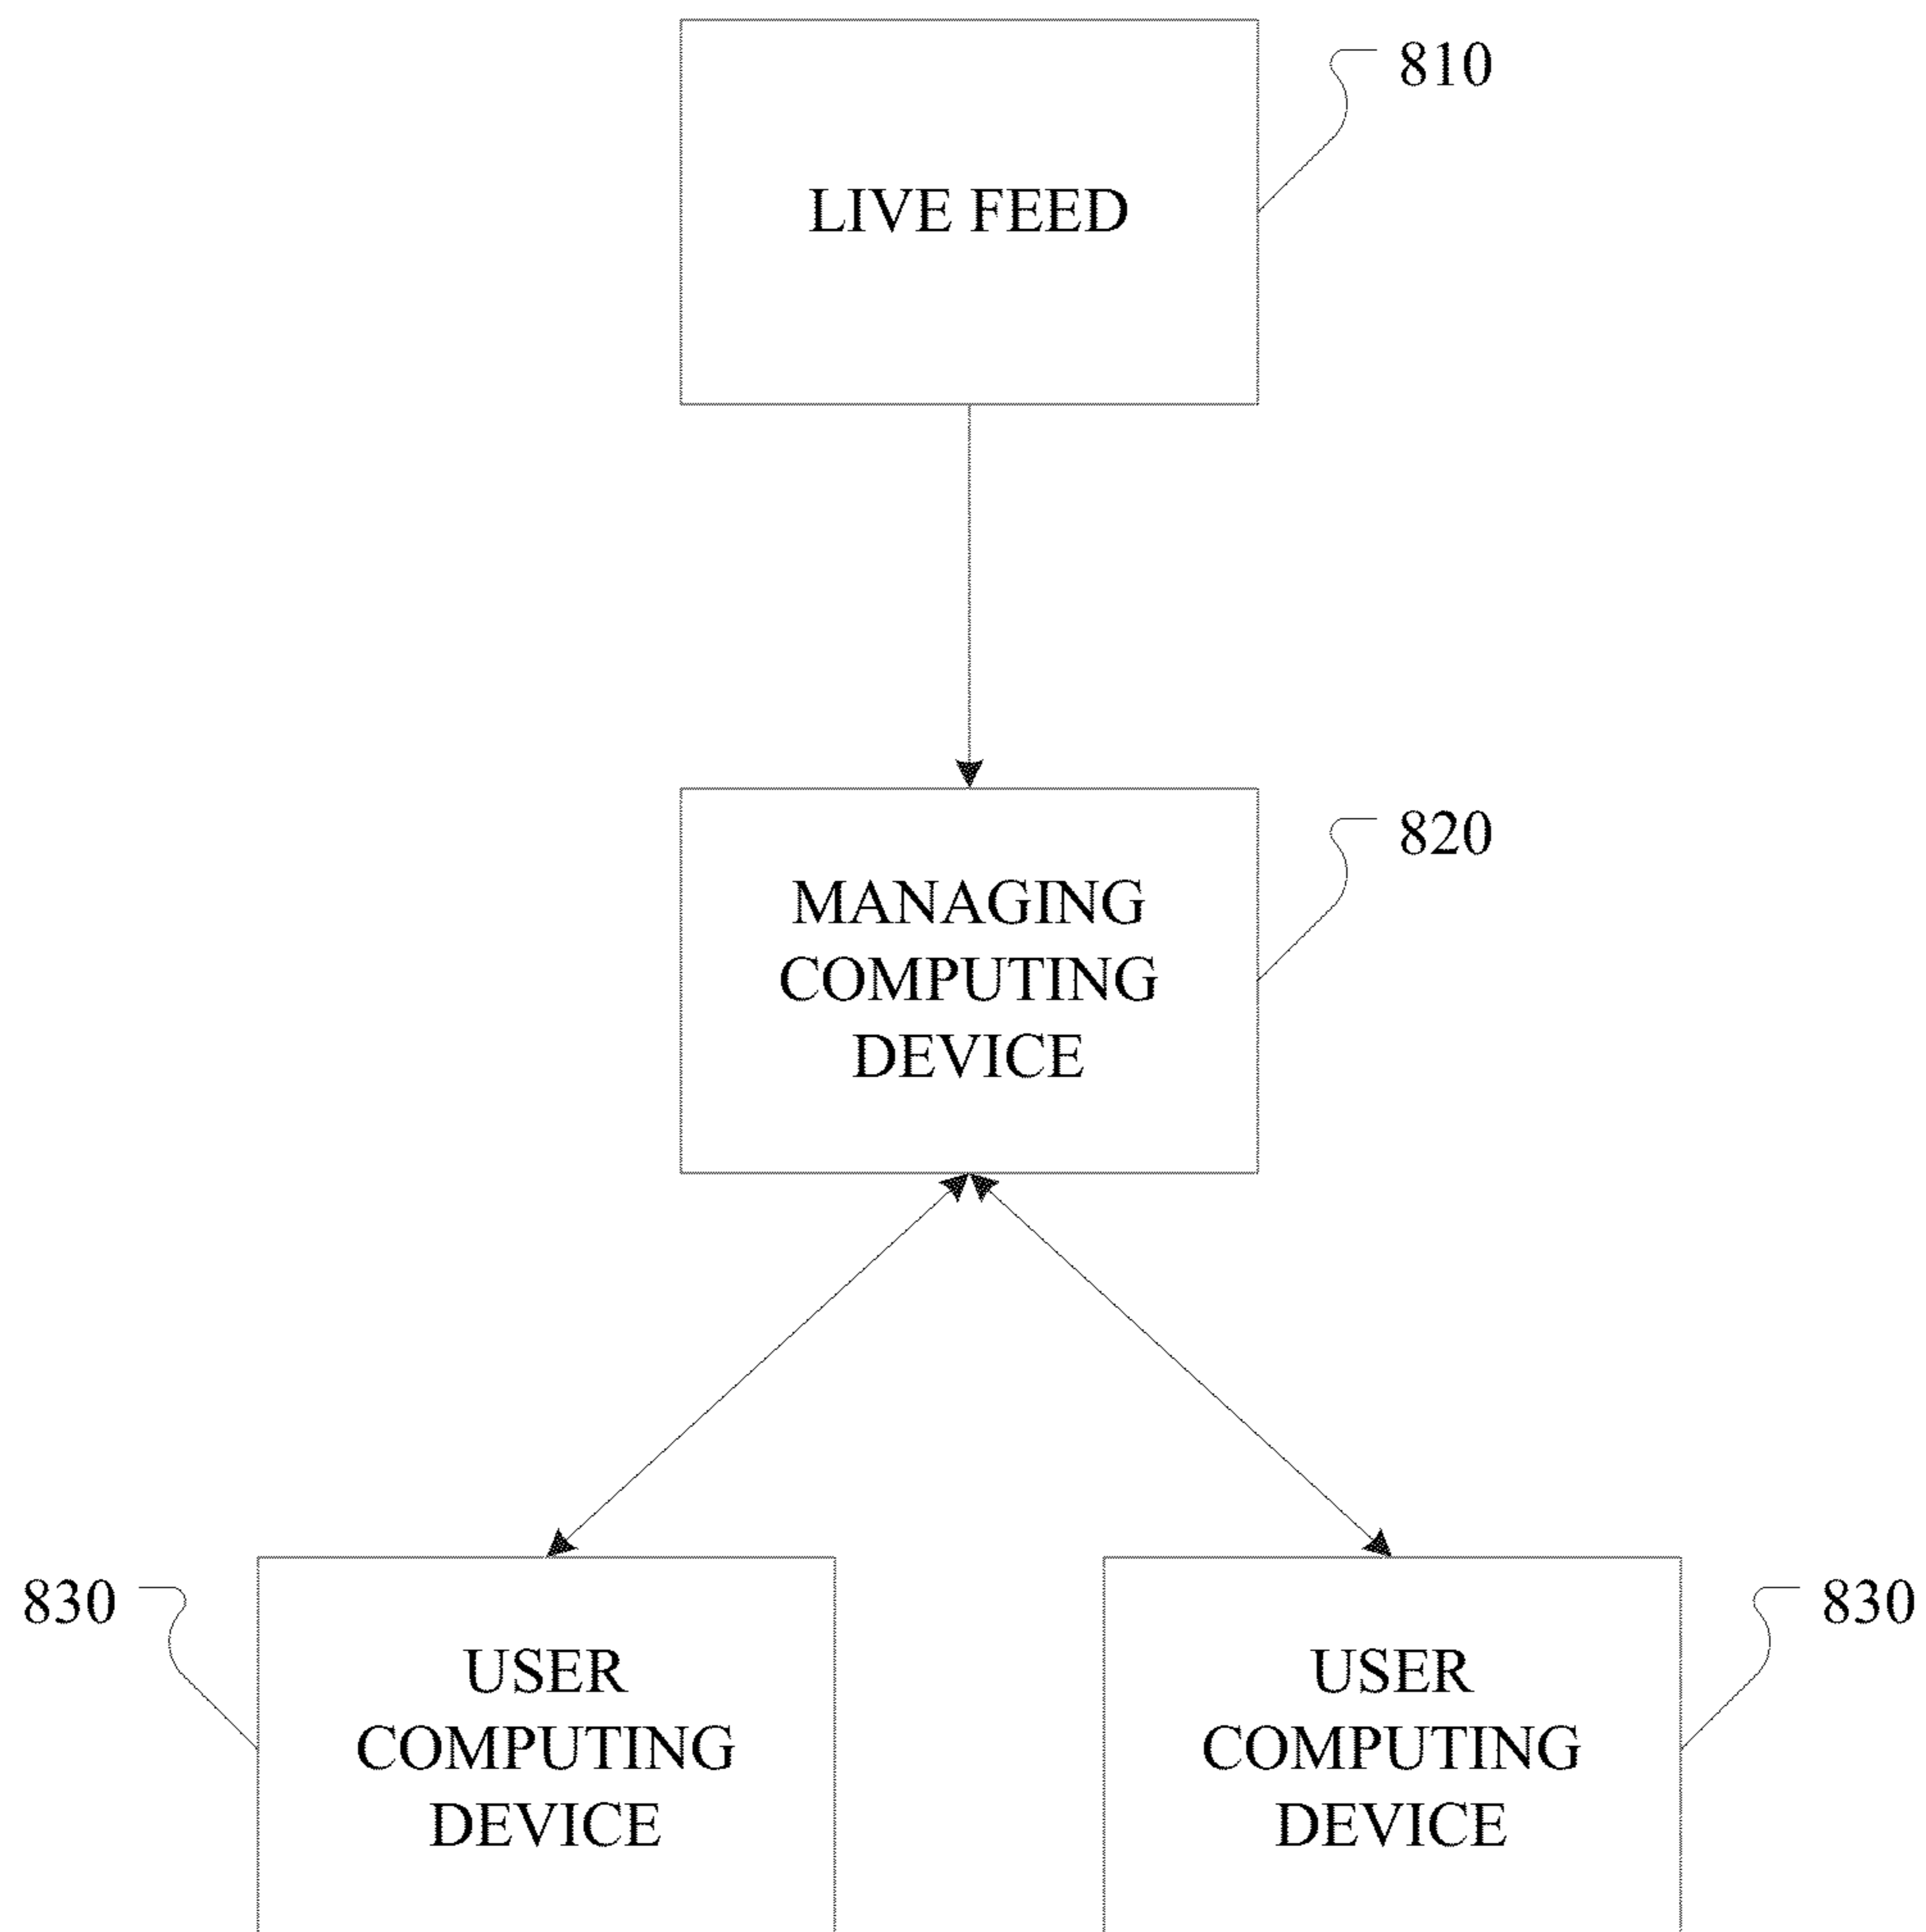 810
LIVE FEED
820
MANAGING
COMPUTING
DEVICE
830
USER
COMPUTING
DEVICE
830
USER
COMPUTING
DEVICE